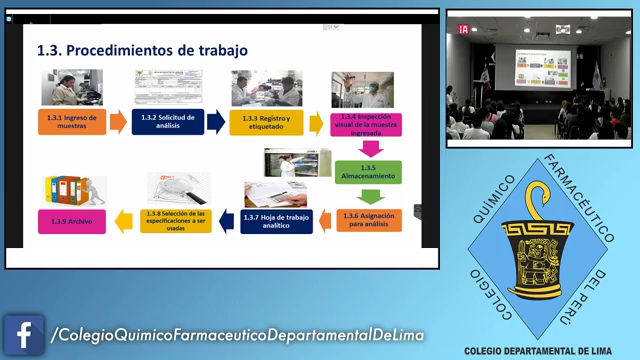 1.3. Procedimientos de trabajo
1.3.1 Ingreso de
muestras
1.3.2 Solicitud de
análisis
1.3.3 Registro y
etiquetado
1.3.4 Inspección
visual de la muestra
ingresada
1.3.5
Almacenamiento
1.3.6 Asignación
para análisis
1.3.7 Hoja de trabajo
analítico
1.3.8 Selección de las
especificaciones a ser
usadas
1.3.9 Archivo
COLEGIO QUÍMICO
FARMACÉUTICO DEL PERÚ
COLEGIO DEPARTAMENTAL DE LIMA
/ColegioQuimicoFarmaceuticoDepartamentalDeLima